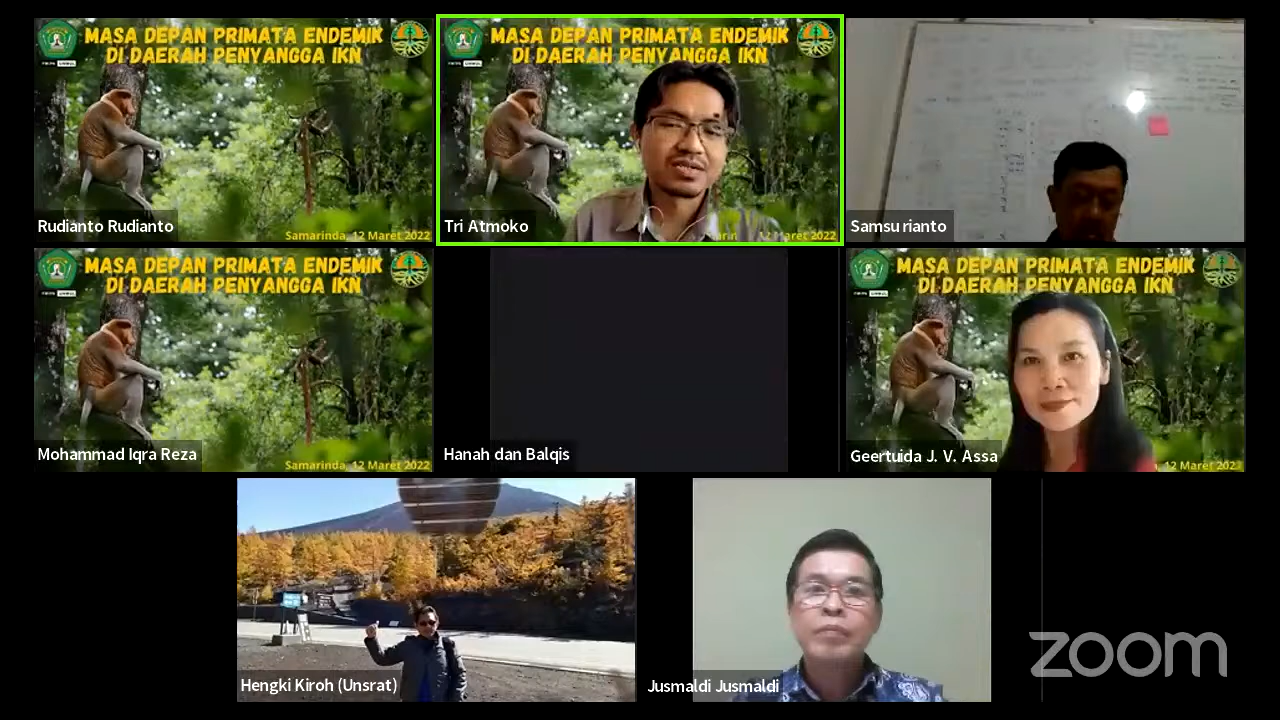 MASA DEPAN PRIMATA ENDEMIK
DI DAERAH PENYANGGA IKN
Rudianto Rudianto
Samarinda, 12 Maret 2022
MASA DEPAN PRIMATA ENDEMIK
DI DAERAH PENYANGGA IKN
Tri Atmoko
12 Maret 2022
Samsu rianto
MASA DEPAN PRIMATA ENDEMIK
DI DAERAH PENYANGGA IKN
Mohammad Iqra Reza
Samarinda, 12 Maret 2022
Hanah dan Balqis
MASA DEPAN PRIMATA ENDEMIK
DI DAERAH PENYANGGA IKN
Geertuida J. V. Assa
12 Maret 2022
Hengki Kiroh (Unsrat)
Jusmaldi Jusmaldi
zoom